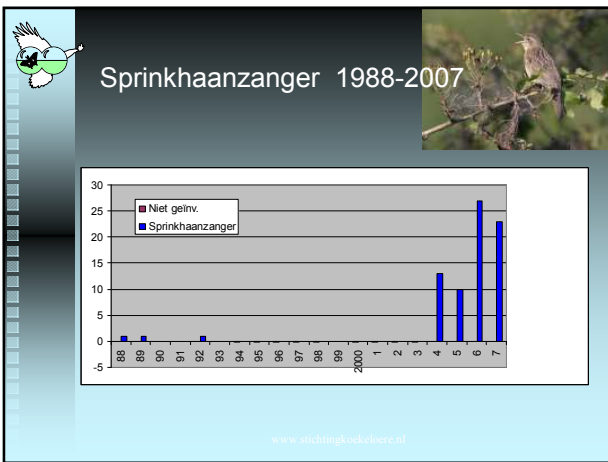 Sprinkhaanzanger 1988-2007
30
25
20
15
10
5
0
-5
Niet geïnv.
Sprinkhaanzanger
88 89 90 91 92 93 94 95 96 97 98 99 2000 1 2 3 4 5 6 7
www.stichtingkoekeloere.nl